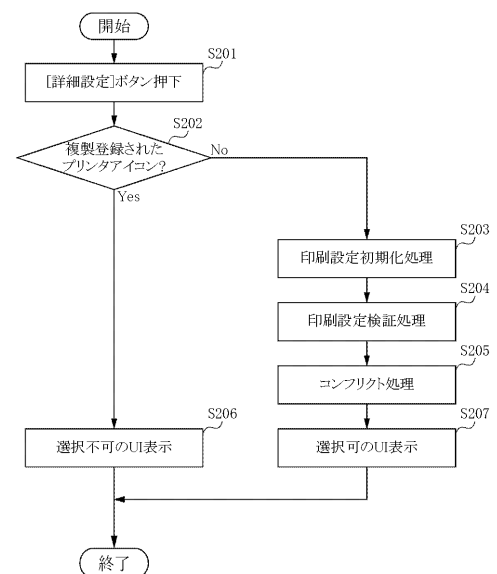 開始
S201
[詳細設定]ボタン押下
S202
複製登録された
プリンタアイコン?
No
Yes
S203
印刷設定初期化処理
S204
印刷設定検証処理
S205
コンフリクト処理
S206
選択不可のUI表示
S207
選択可のUI表示
終了